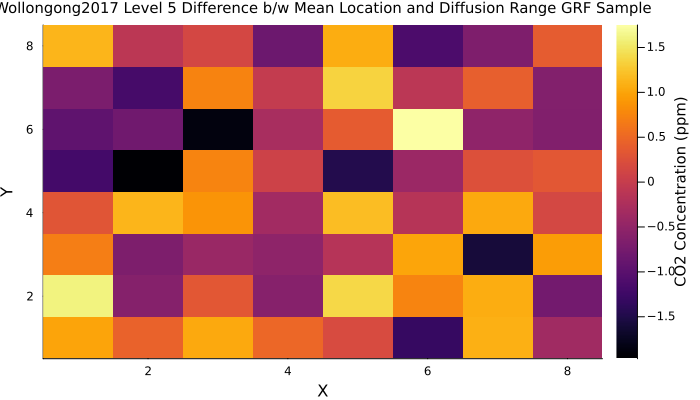 Wollongong2017 Level 5 Difference b/w Mean Location and Diffusion Range GRF Sample
8
6
4
2
Y
2 4 6 8
X
1.5
1.0
0.5
0
−0.5
−1.0
−1.5
CO2 Concentration (ppm)